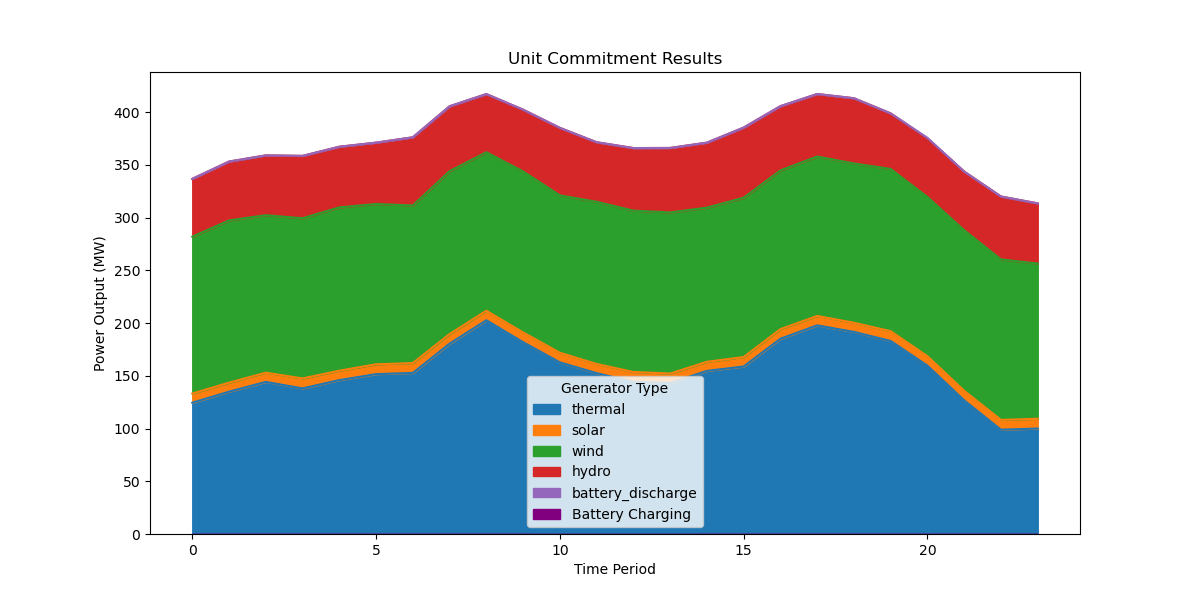 Unit Commitment Results
Power Output (MW)
400
350
300
250
200
150
100
50
0
Generator Type
thermal
solar
wind
hydro
battery_discharge
Battery Charging
0 5 10 15 20
Time Period